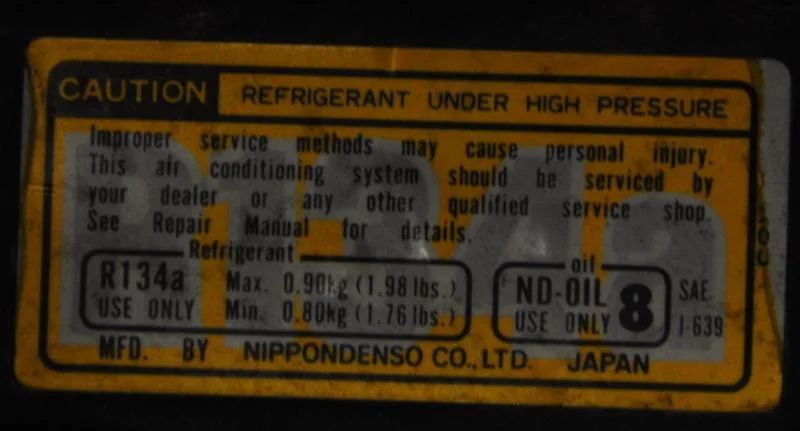 CAUTION REFRIGERANT UNDER HIGH PRESSURE
Improper service methods may cause personal injury.
This air conditioning system should be serviced by
your dealer or any other qualified service shop.
See Repair Manual for details.
Refrigerant
R134a Max. 0.90kg (1.98 lbs.)
USE ONLY Min. 0.80kg (1.76 lbs.)
oil
ND-OIL 8
USE ONLY
SAE
J-639
MFD. BY NIPPONDENSO CO., LTD. JAPAN
R134a